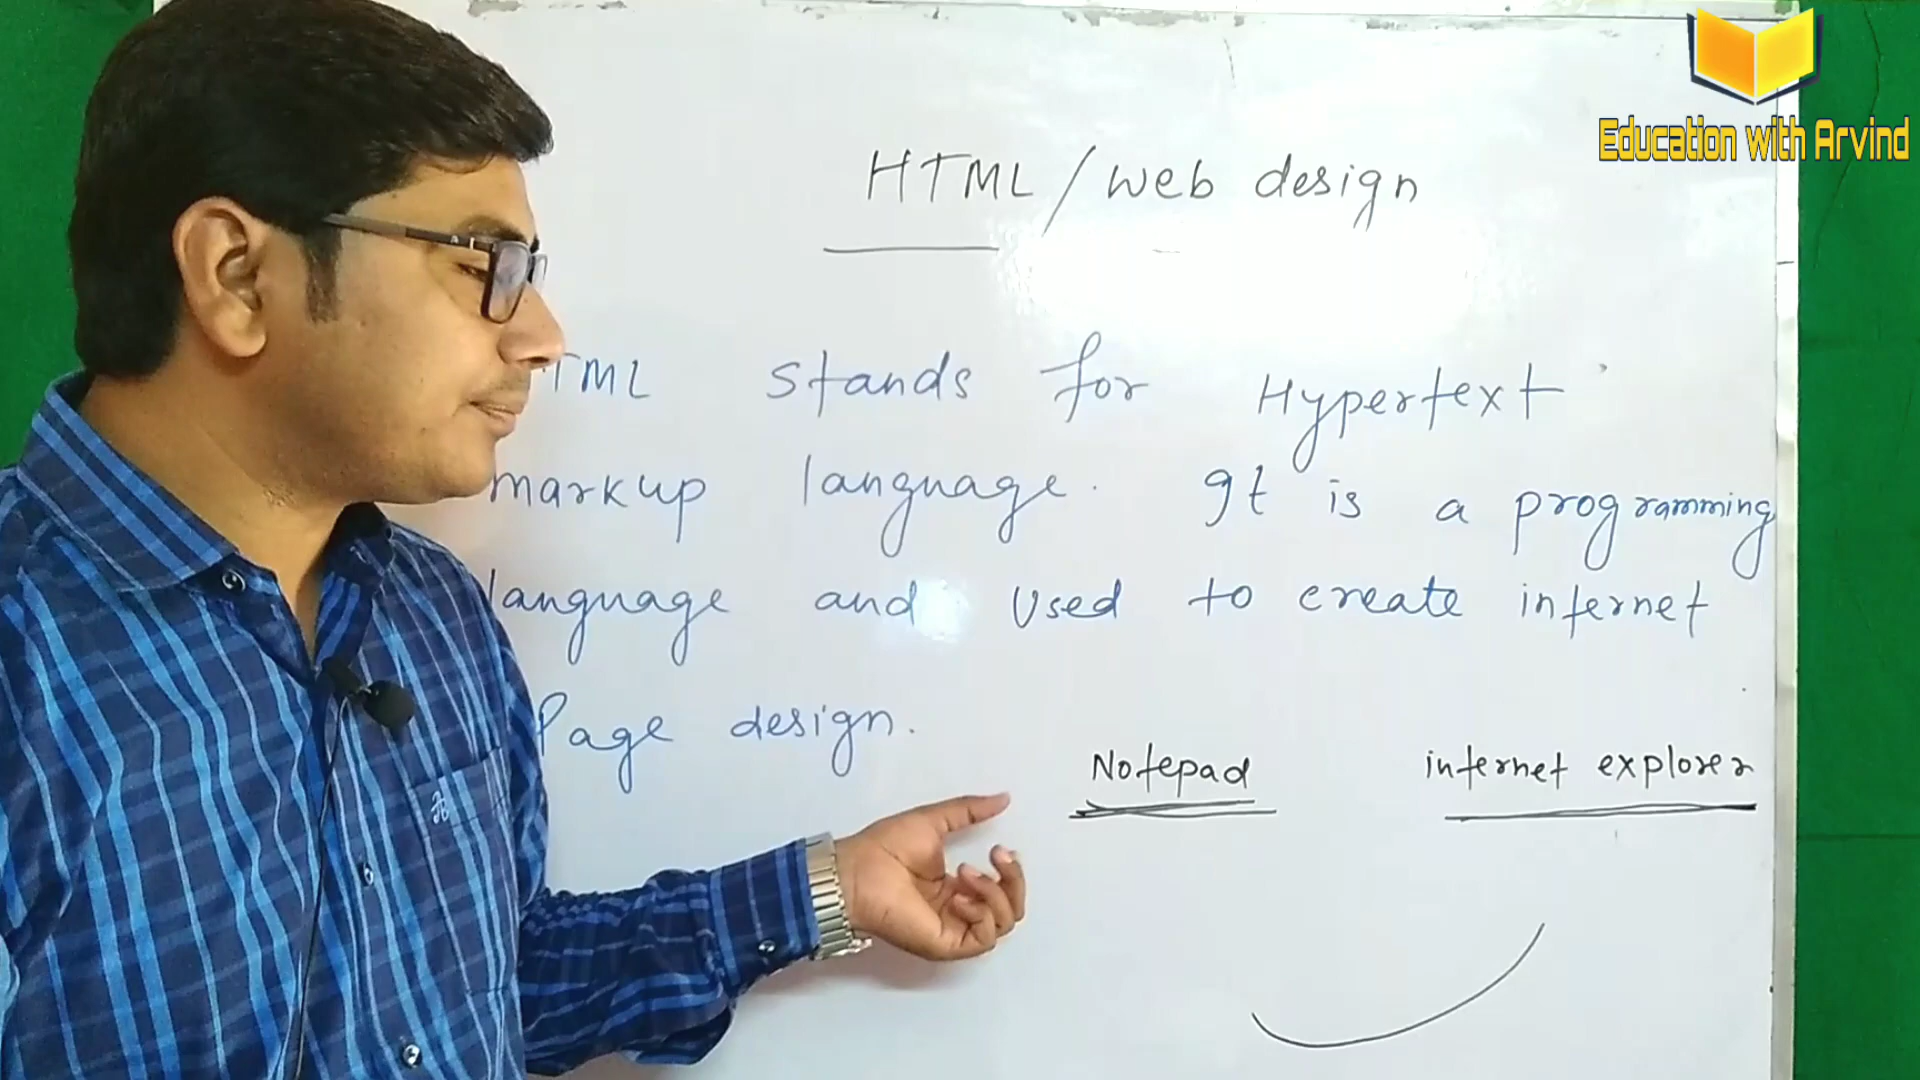 Education with Arvind
HTML/Web design
TML stands for Hypertext
markup language. It is a programming
language and used to create internet
Page design.
Notepad internet explorer